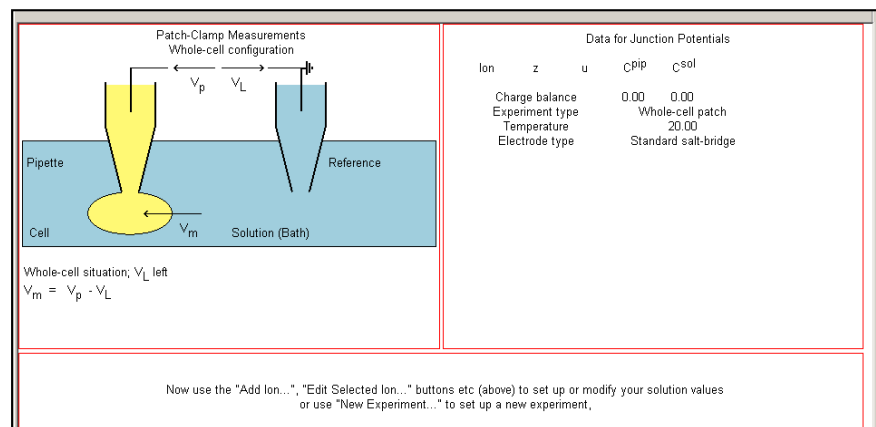 Patch-Clamp Measurements
Whole-cell configuration
Vp VL
Pipette
Reference
Cell
Vm
Solution (Bath)
Whole-cell situation; VL left
Vm = Vp - VL
Data for Junction Potentials
Ion z u Cpip Csol
Charge balance 0.00 0.00
Experiment type Whole-cell patch
Temperature 20.00
Electrode type Standard salt-bridge
Now use the "Add Ion...", "Edit Selected Ion..." buttons etc (above) to set up or modify your solution values
or use "New Experiment..." to set up a new experiment,